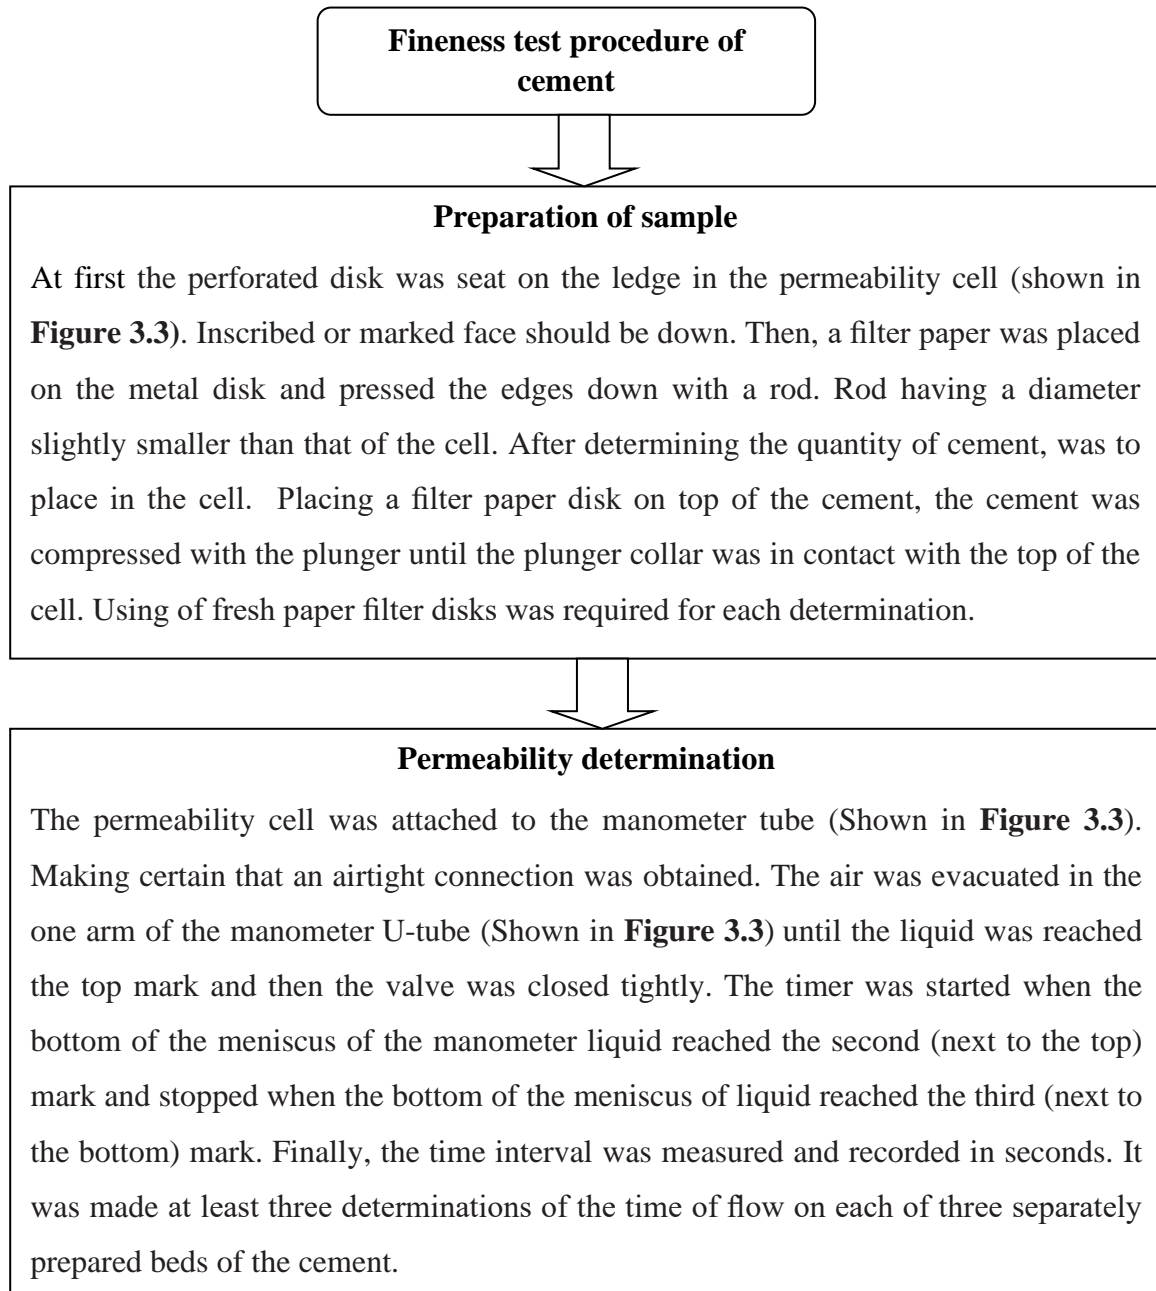 Fineness test procedure of
cement
Preparation of sample
At first the perforated disk was seat on the ledge in the permeability cell (shown in
Figure 3.3). Inscribed or marked face should be down. Then, a filter paper was placed
on the metal disk and pressed the edges down with a rod. Rod having a diameter
slightly smaller than that of the cell. After determining the quantity of cement, was to
place in the cell. Placing a filter paper disk on top of the cement, the cement was
compressed with the plunger until the plunger collar was in contact with the top of the
cell. Using of fresh paper filter disks was required for each determination.
Permeability determination
The permeability cell was attached to the manometer tube (Shown in Figure 3.3).
Making certain that an airtight connection was obtained. The air was evacuated in the
one arm of the manometer U-tube (Shown in Figure 3.3) until the liquid was reached
the top mark and then the valve was closed tightly. The timer was started when the
bottom of the meniscus of the manometer liquid reached the second (next to the top)
mark and stopped when the bottom of the meniscus of liquid reached the third (next to
the bottom) mark. Finally, the time interval was measured and recorded in seconds. It
was made at least three determinations of the time of flow on each of three separately
prepared beds of the cement.